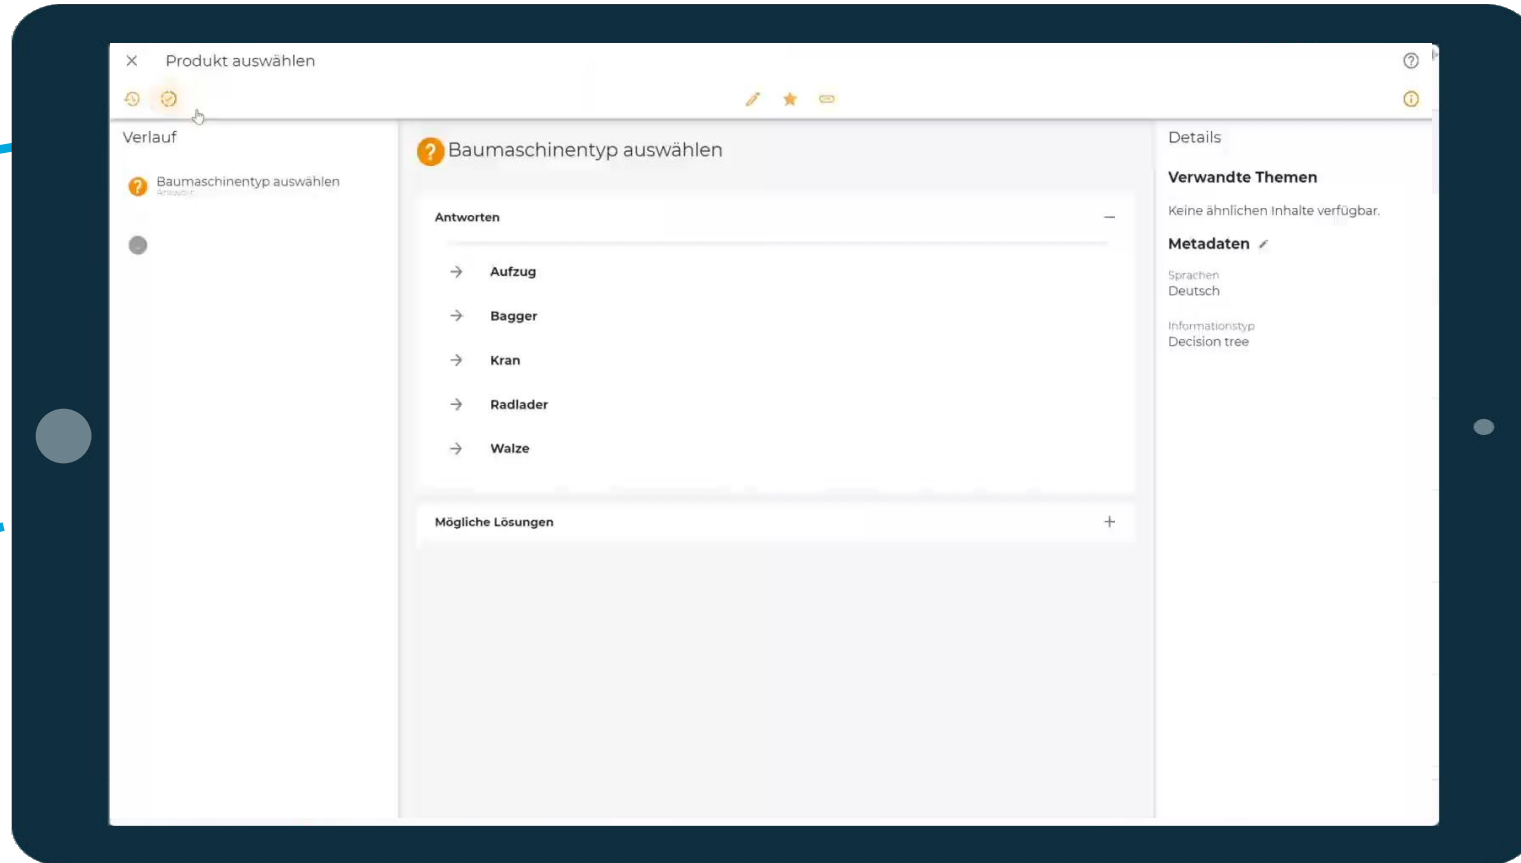 Produkt auswählen
Verlauf
Baumaschinentyp auswählen
Baumaschinentyp auswählen
Antworten
Aufzug
Bagger
Kran
Radlader
Walze
Mögliche Lösungen
Details
Verwandte Themen
Keine ähnlichen Inhalte verfügbar.
Metadaten
Sprachen
Deutsch
Informationstyp
Decision tree